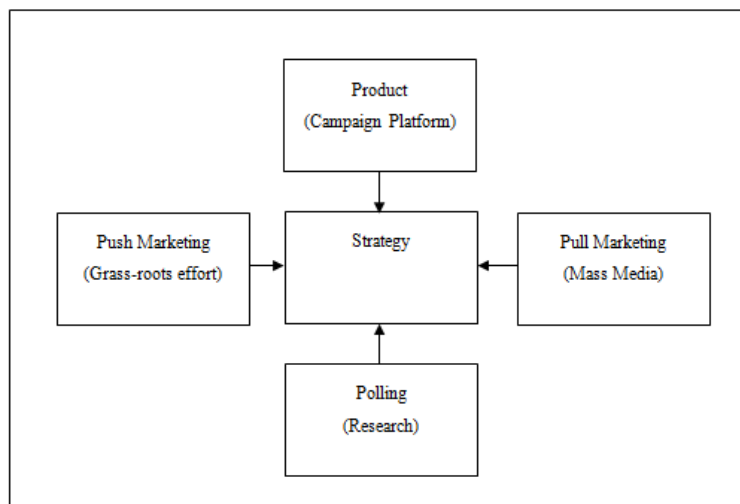 Product
(Campaign Platform)
Push Marketing
(Grass-roots effort)
Strategy
Pull Marketing
(Mass Media)
Polling
(Research)